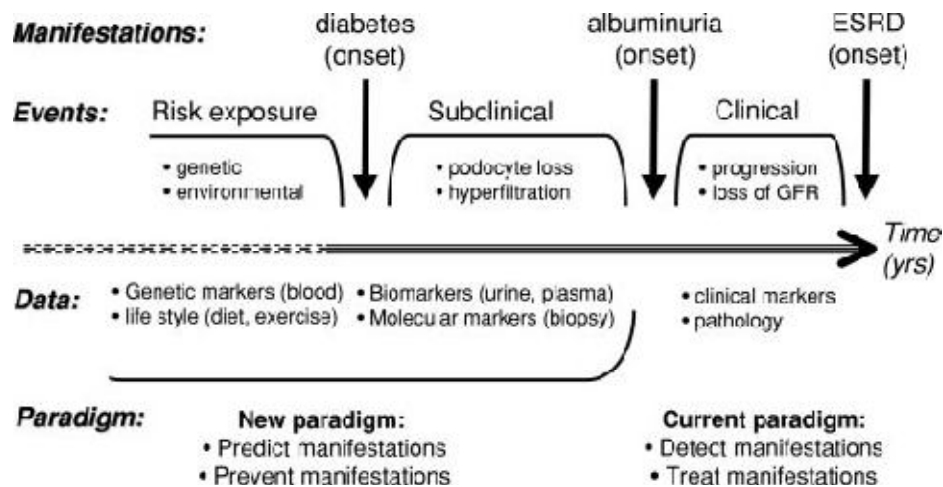 Manifestations: diabetes (onset) albuminuria (onset) ESRD (onset)
Events: Risk exposure Subclinical Clinical
• genetic • podocyte loss • progression
• environmental • hyperfiltration • loss of GFR
Time (yrs)
Data: • Genetic markers (blood) • Biomarkers (urine, plasma) • clinical markers
• life style (diet, exercise) • Molecular markers (biopsy) • pathology
Paradigm: New paradigm: Current paradigm:
• Predict manifestations • Detect manifestations
• Prevent manifestations • Treat manifestations